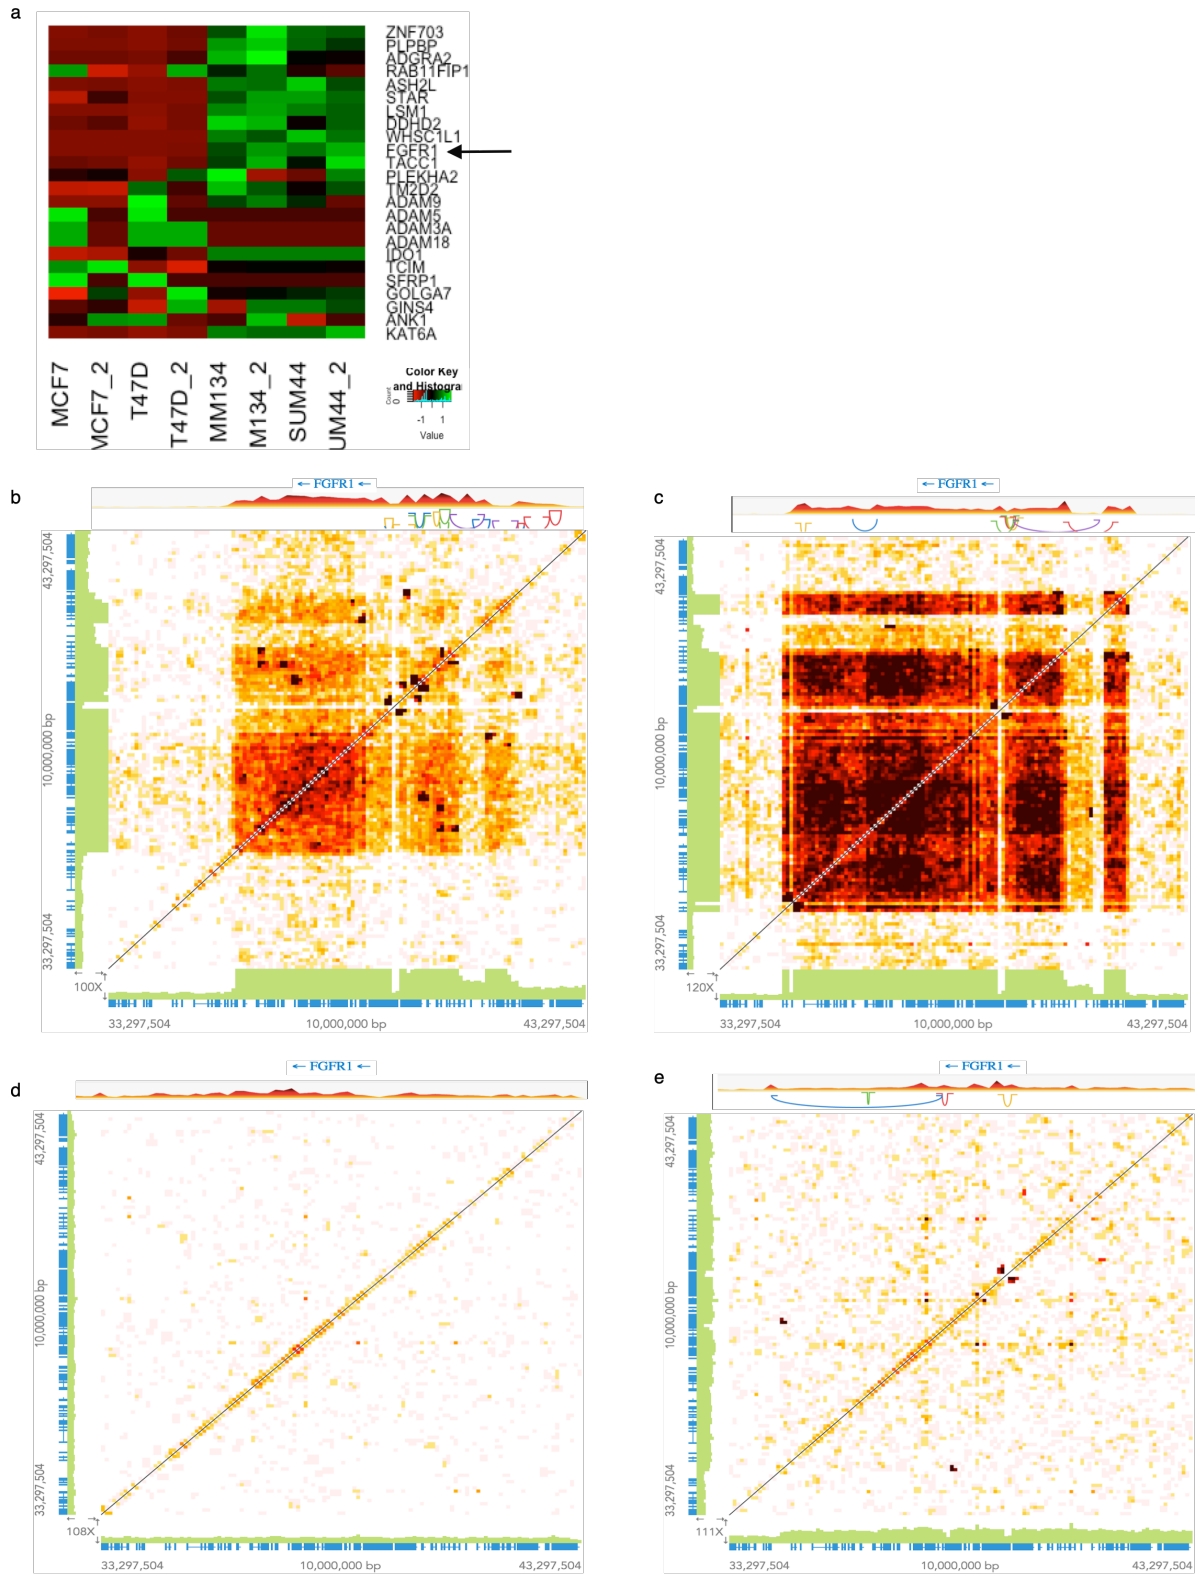 a
ZNF703
PLPBP
ADGRA2
RAB11FIP1
ASH2L
STAR
LSM1
DDHD2
WHSC1L1
FGFR1
TACC1
PLEKHA2
TM2D2
ADAM9
ADAM5
ADAM3A
ADAM18
IDO1
TCIM
SFRP1
GOLGA7
GINS4
ANK1
KAT6A
MCF7
MCF7_2
T47D
T47D_2
MM134
M134_2
SUM44
UM44_2
Color Key
and Histogra
Count
0
-1 1
Value
b
← FGFR1 ←
43,297,504
10,000,000 bp
33,297,504
100X
33,297,504 10,000,000 bp 43,297,504
c
← FGFR1 ←
43,297,504
10,000,000 bp
33,297,504
120X
33,297,504 10,000,000 bp 43,297,504
d
← FGFR1 ←
43,297,504
10,000,000 bp
33,297,504
108X
33,297,504 10,000,000 bp 43,297,504
e
← FGFR1 ←
43,297,504
10,000,000 bp
33,297,504
111X
33,297,504 10,000,000 bp 43,297,504